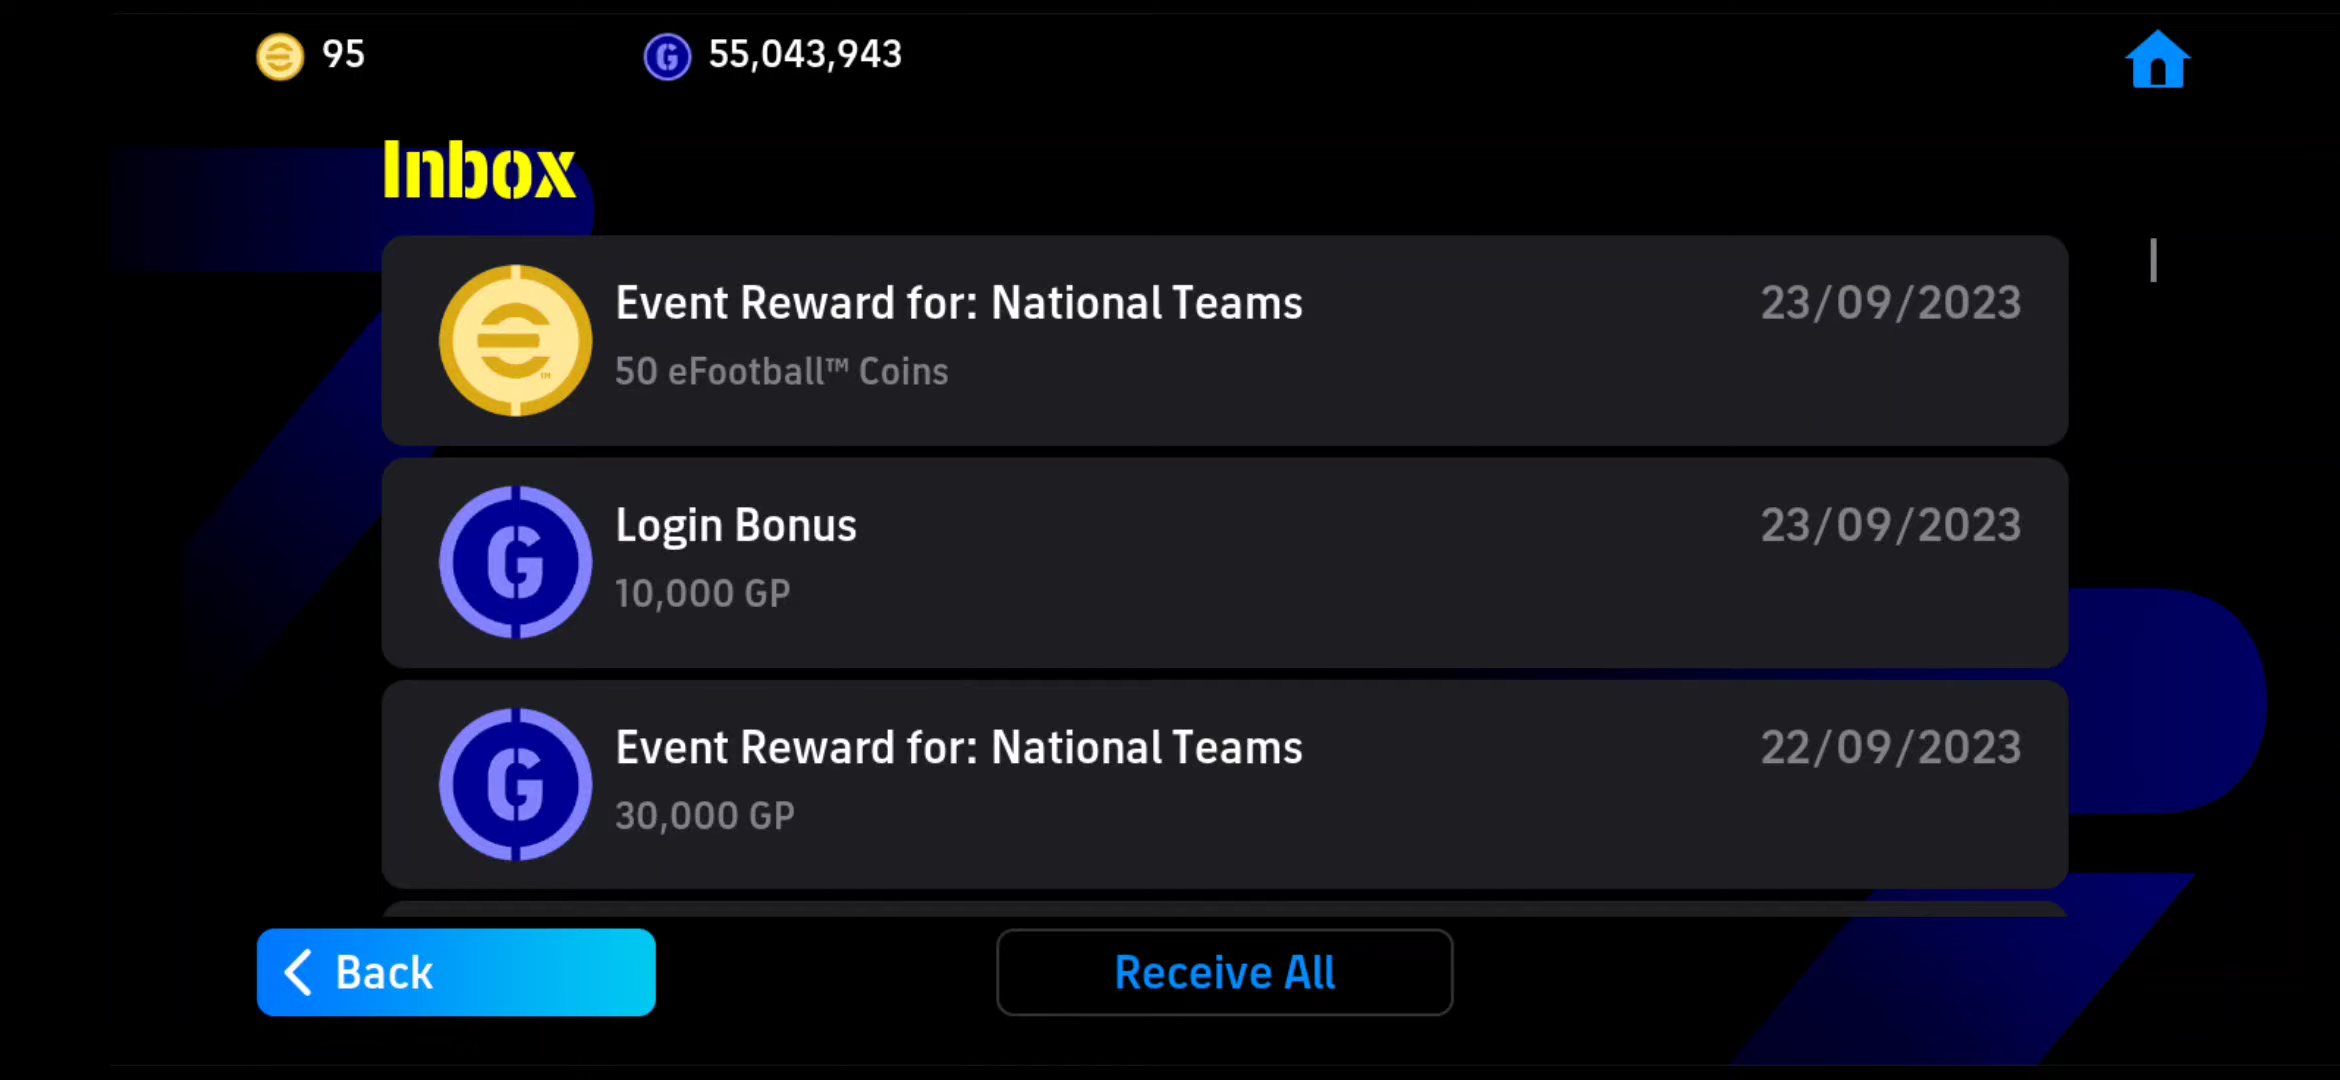 95
55,043,943
Inbox
Event Reward for: National Teams
23/09/2023
50 eFootball™ Coins
Login Bonus
23/09/2023
10,000 GP
Event Reward for: National Teams
22/09/2023
30,000 GP
Back
Receive All